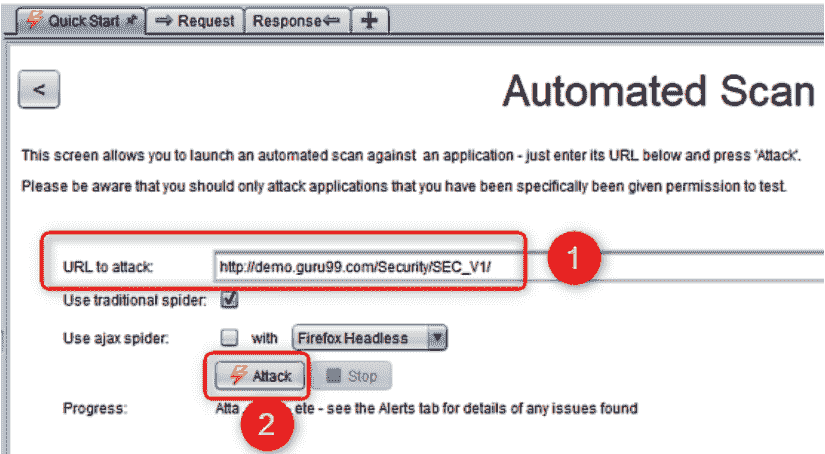 Quick Start Request Response
<
Automated Scan
This screen allows you to launch an automated scan against an application - just enter its URL below and press 'Attack'.
Please be aware that you should only attack applications that you have been specifically been given permission to test.
URL to attack: http://demo.guru99.com/Security/SEC_V1/ 1
Use traditional spider:
Use ajax spider: with Firefox Headless
Attack Stop
Progress: Atta ete - see the Alerts tab for details of any issues found
2